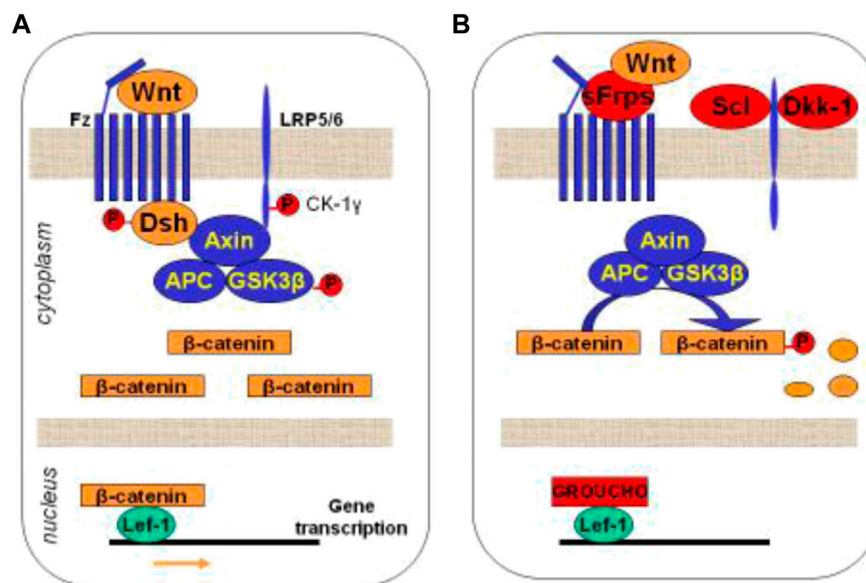 A
Wnt
Fz
LRP5/6
P
CK-1γ
P
Dsh
Axin
APC
GSK3β
P
cytoplasm
β-catenin
β-catenin
β-catenin
nucleus
β-catenin
Lef-1
Gene
transcription
B
Wnt
sFrps
Scl
Dkk-1
Axin
APC
GSK3β
β-catenin
β-catenin
P
GROUCHO
Lef-1